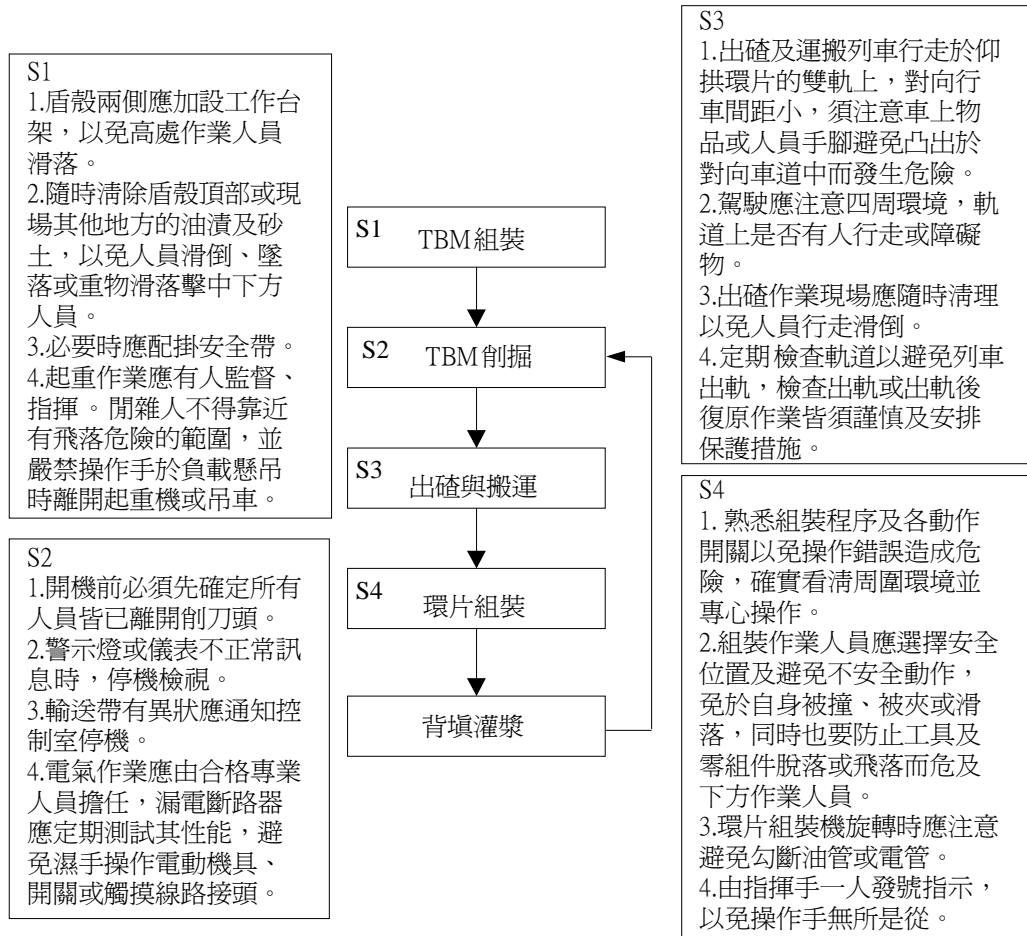 S1
1.盾殼兩側應加設工作台
架，以免高處作業人員
滑落。
2.隨時清除盾殼頂部或現
場其他地方的油漬及砂
土，以免人員滑倒、墜
落或重物滑落擊中下方
人員。
3.必要時應配掛安全帶。
4.起重作業應有人監督、
指揮。閒雜人不得靠近
有飛落危險的範圍，並
嚴禁操作手於負載懸吊
時離開起重機或吊車。
S2
1.開機前必須先確定所有
人員皆已離開削刀頭。
2.警示燈或儀表不正常訊
息時，停機檢視。
3.輸送帶有異狀應通知控
制室停機。
4.電氣作業應由合格專業
人員擔任，漏電斷路器
應定期測試其性能，避
免濕手操作電動機具、
開關或觸摸線路接頭。
S1 TBM組裝
S2 TBM削掘
S3 出碴與搬運
S4 環片組裝
背填灌漿
S3
1.出碴及運搬列車行走於仰
拱環片的雙軌上，對向行
車間距小，須注意車上物
品或人員手腳避免凸出於
對向車道中而發生危險。
2.駕駛應注意四周環境，軌
道上是否有人行走或障礙
物。
3.出碴作業現場應隨時清理
以免人員行走滑倒。
4.定期檢查軌道以避免列車
出軌，檢查出軌或出軌後
復原作業皆須謹慎及安排
保護措施。
S4
1. 熟悉組裝程序及各動作
開關以免操作錯誤造成危
險，確實看清周圍環境並
專心操作。
2.組裝作業人員應選擇安全
位置及避免不安全動作，
免於自身被撞、被夾或滑
落，同時也要防止工具及
零組件脫落或飛落而危及
下方作業人員。
3.環片組裝機旋轉時應注意
避免勾斷油管或電管。
4.由指揮手一人發號指示，
以免操作手無所是從。